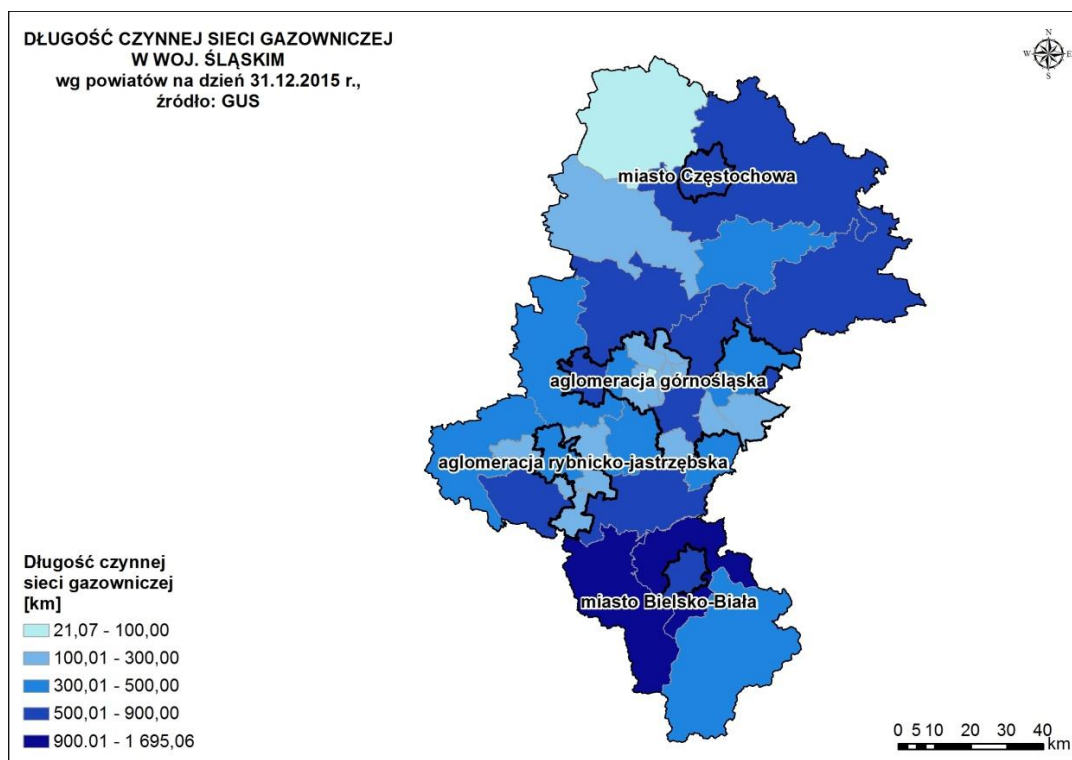 DŁUGOŚĆ CZYNNEJ SIECI GAZOWNICZEJ
W WOJ. ŚLĄSKIM
wg powiatów na dzień 31.12.2015 r.,
źródło: GUS
N
W E
S
miasto Częstochowa
aglomeracja górnośląska
aglomeracja rybnicko-jastrzębska
miasto Bielsko-Biała
Długość czynnej
sieci gazowniczej
[km]
21,07 - 100,00
100,01 - 300,00
300,01 - 500,00
500,01 - 900,00
900.01 - 1 695,06
0 5 10 20 30 40
km